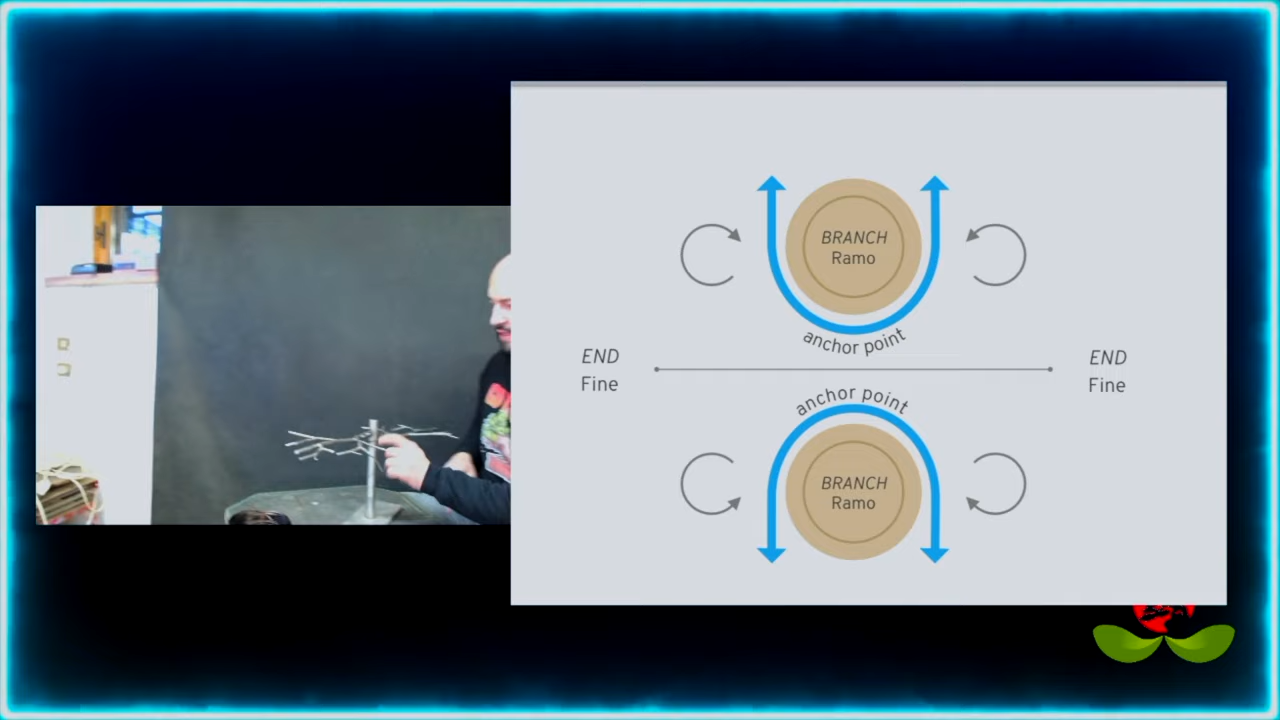 BRANCH
Ramo
anchor point
END
Fine
END
Fine
anchor point
BRANCH
Ramo